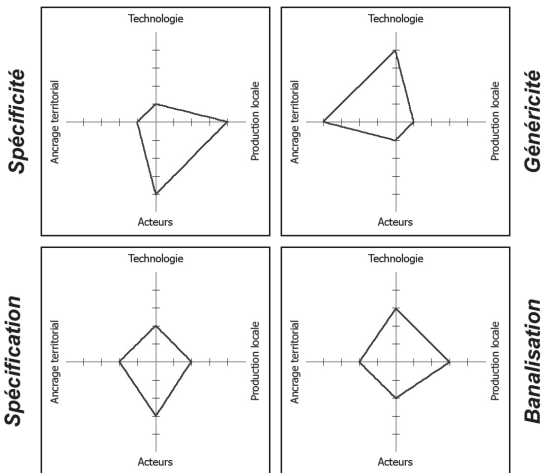 Spécificité
Technologie
Ancrage territorial
Production locale
Acteurs
Technologie
Ancrage territorial
Production locale
Acteurs
Généricité
Spécification
Technologie
Ancrage territorial
Production locale
Acteurs
Technologie
Ancrage territorial
Production locale
Acteurs
Banalisation